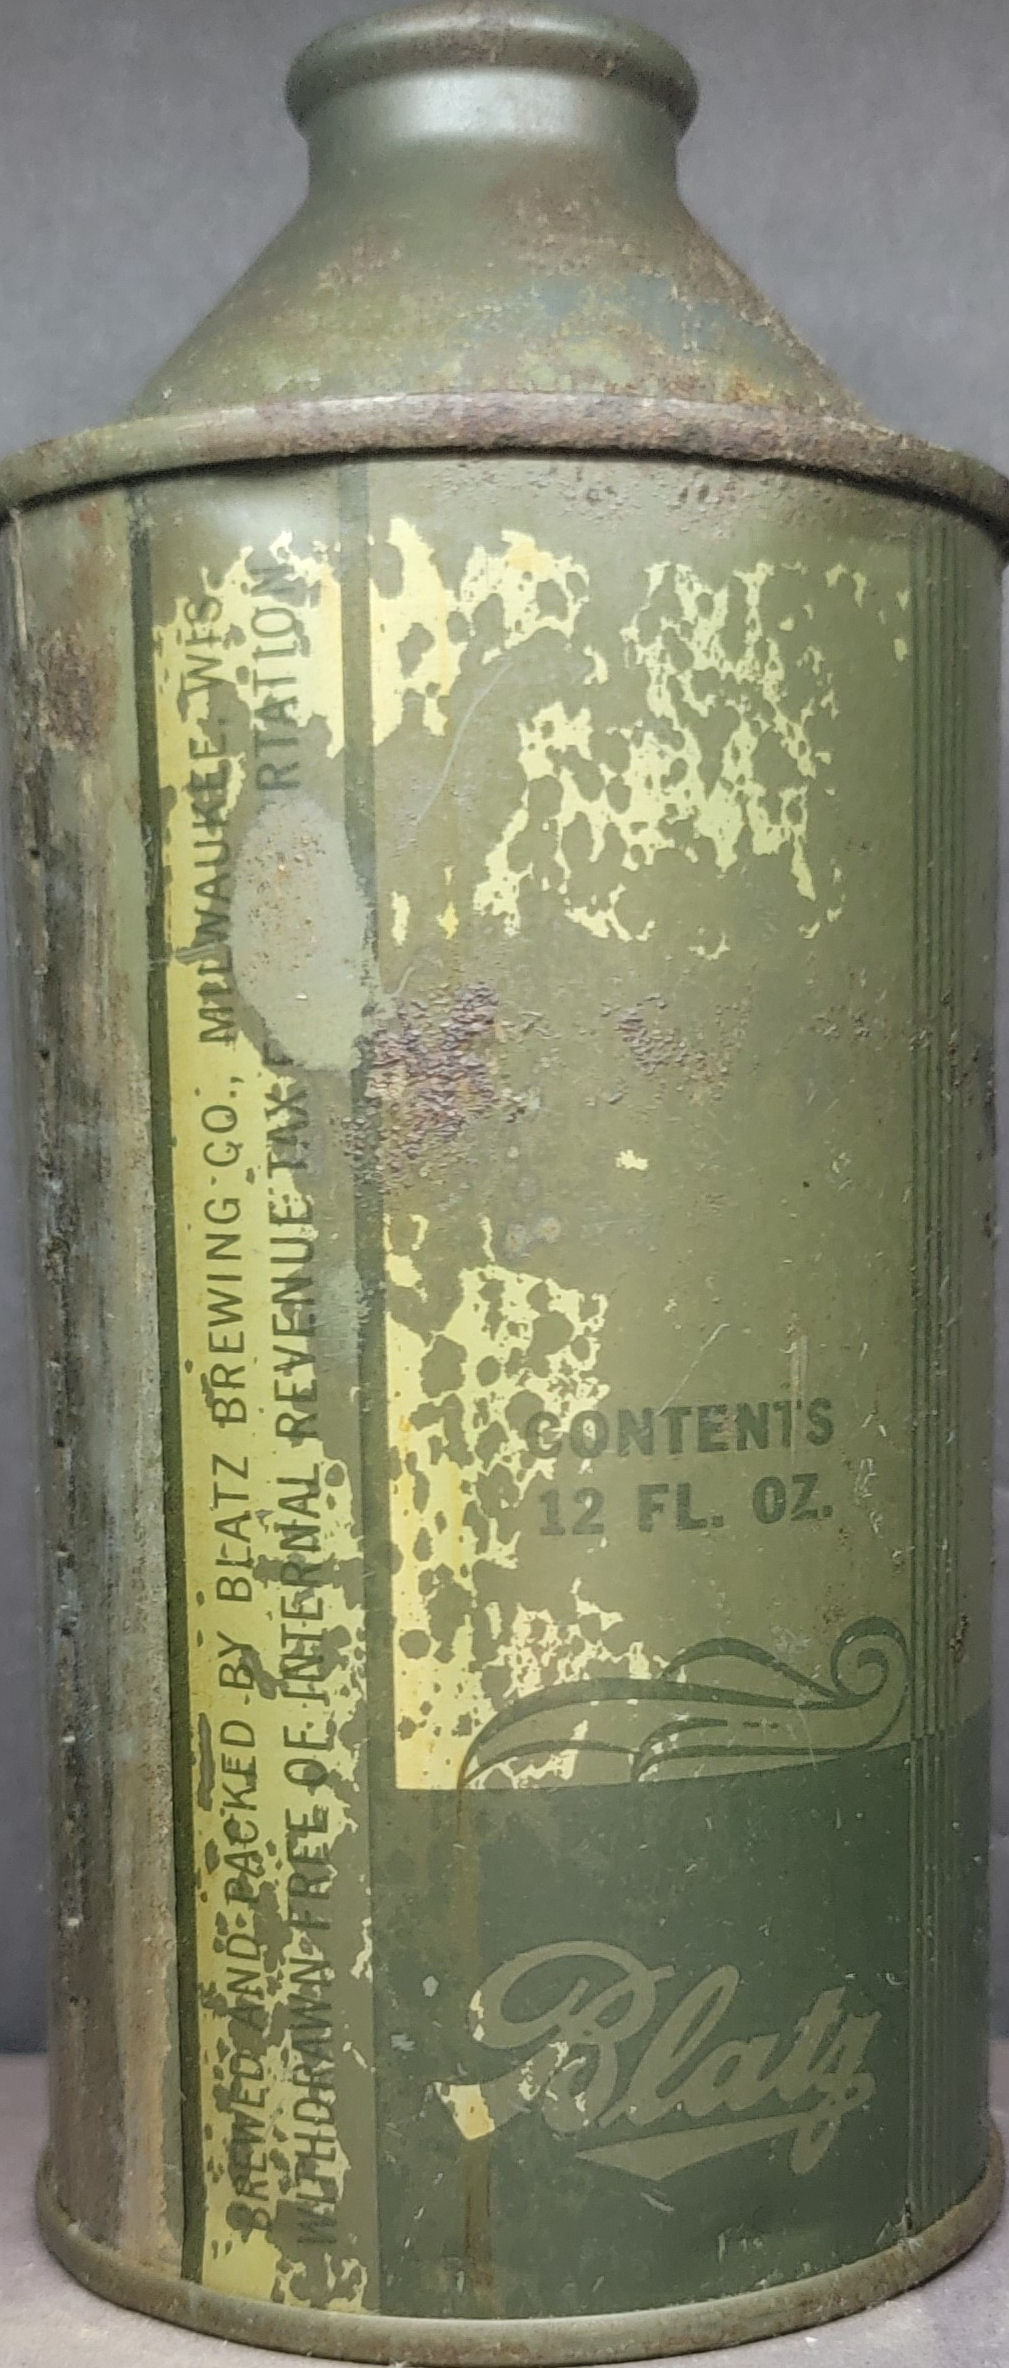 BREWED AND PACKED BY BLATZ BREWING CO., MILWAUKEE, WIS.
WITHDRAWN FREE OF INTERNAL REVENUE TAX RTATION
CONTENTS
12 FL. OZ.
Blatz